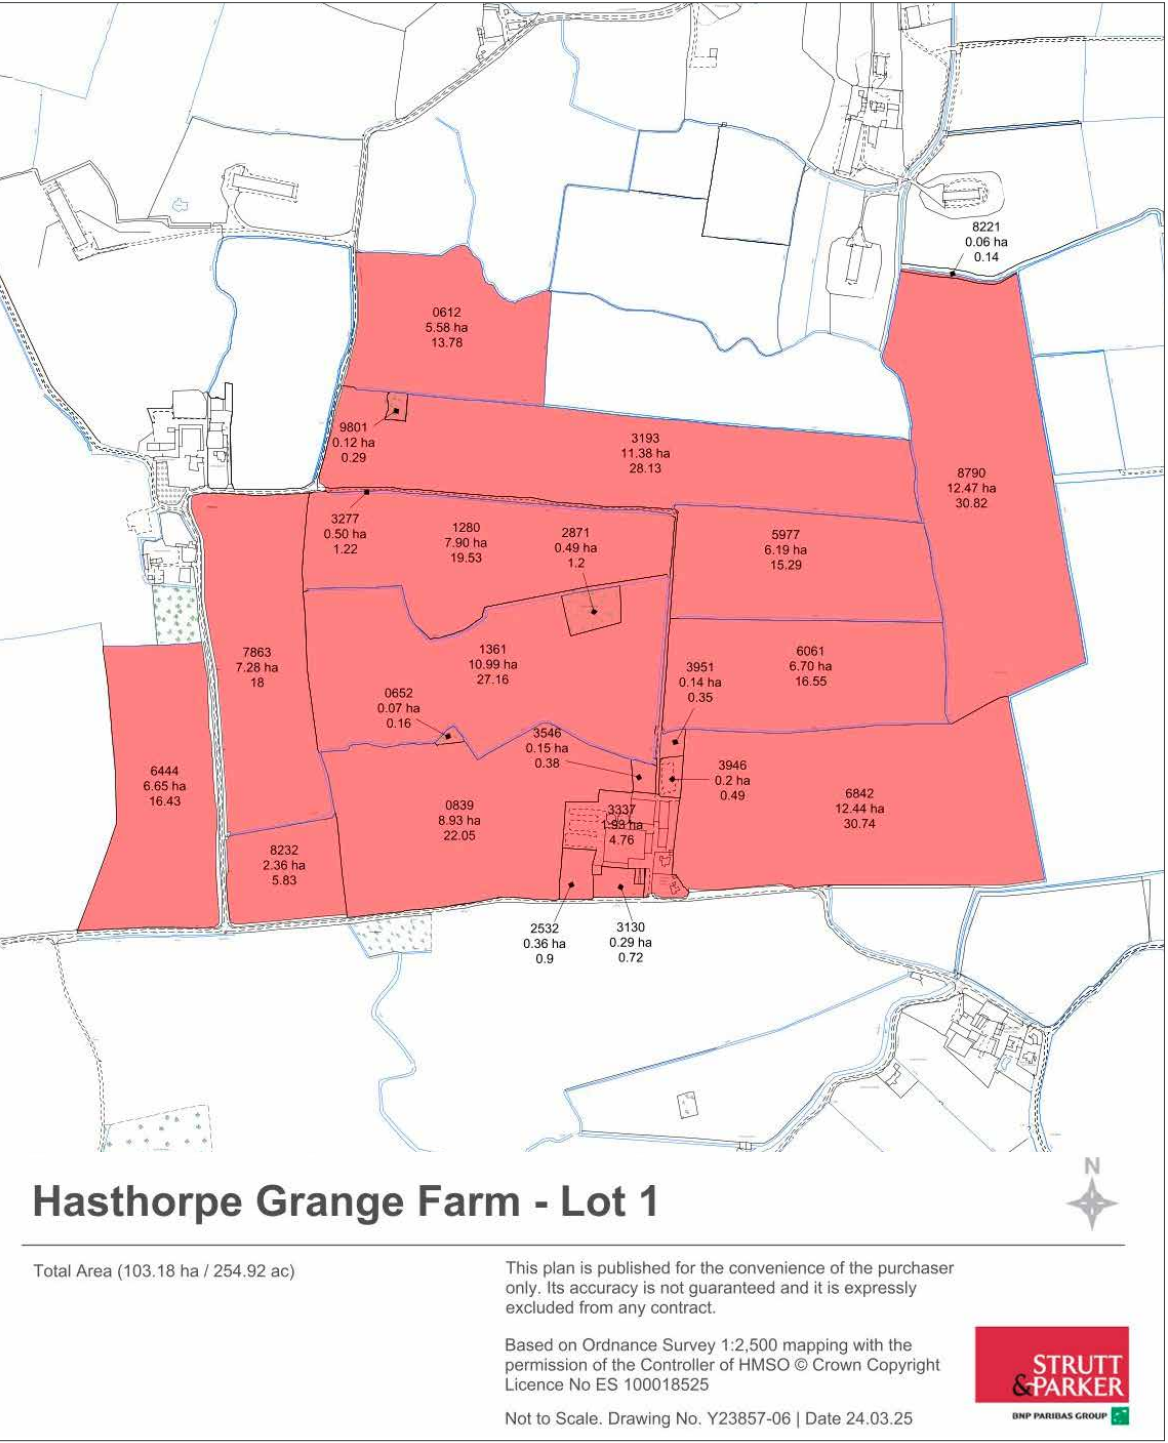 8221
0.06 ha
0.14
0612
5.58 ha
13.78
9801
0.12 ha
0.29
3193
11.38 ha
28.13
8790
12.47 ha
30.82
3277
0.50 ha
1.22
1280
7.90 ha
19.53
2871
0.49 ha
1.2
5977
6.19 ha
15.29
7863
7.28 ha
18
1361
10.99 ha
27.16
3951
0.14 ha
0.35
6061
6.70 ha
16.55
0652
0.07 ha
0.16
3546
0.15 ha
0.38
6444
6.65 ha
16.43
3946
0.2 ha
0.49
6842
12.44 ha
30.74
0839
8.93 ha
22.05
3337
1.93 ha
4.76
8232
2.36 ha
5.83
2532
0.36 ha
0.9
3130
0.29 ha
0.72
N
Hasthorpe Grange Farm - Lot 1
Total Area (103.18 ha / 254.92 ac)
This plan is published for the convenience of the purchaser
only. Its accuracy is not guaranteed and it is expressly
excluded from any contract.
Based on Ordnance Survey 1:2,500 mapping with the
permission of the Controller of HMSO © Crown Copyright
Licence No ES 100018525
Not to Scale. Drawing No. Y23857-06 | Date 24.03.25
STRUTT
&PARKER
BNP PARIBAS GROUP